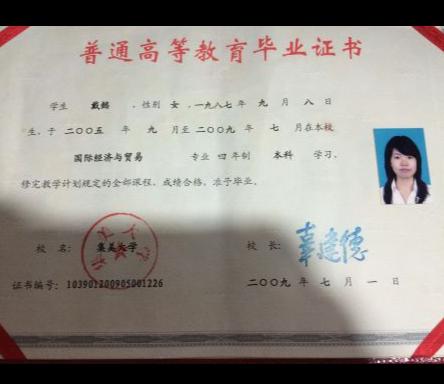 普通高等教育毕业证书
学生 戴懿 ，性别 女，一九八七年 九 月 八 日
生，于 二〇〇五 年 九 月至 二〇〇九 年 七 月在本校
国际经济与贸易 专业 四 年制 本科 学习，
修完教学计划规定的全部课程，成绩合格，准予毕业。
校 名： 集美大学 校 长： 辜建德
证书编号：103901200905001226 二〇〇九 年 七 月 一 日